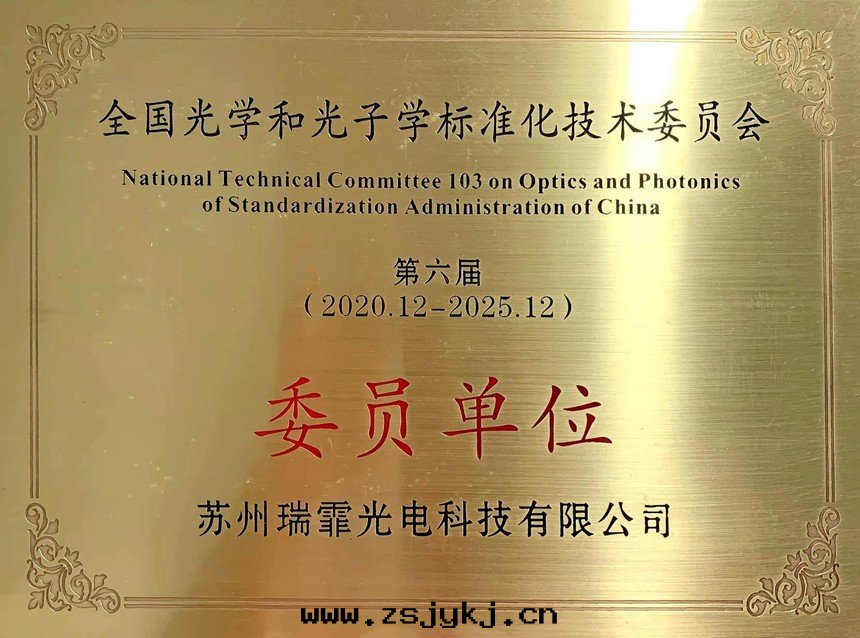 全国光学和光子学标准化技术委员会
National Technical Committee 103 on Optics and Photonics
of Standardization Administration of China
第六届
（2020.12-2025.12）
委员单位
苏州瑞霏光电科技有限公司
www.zsjykj.cn